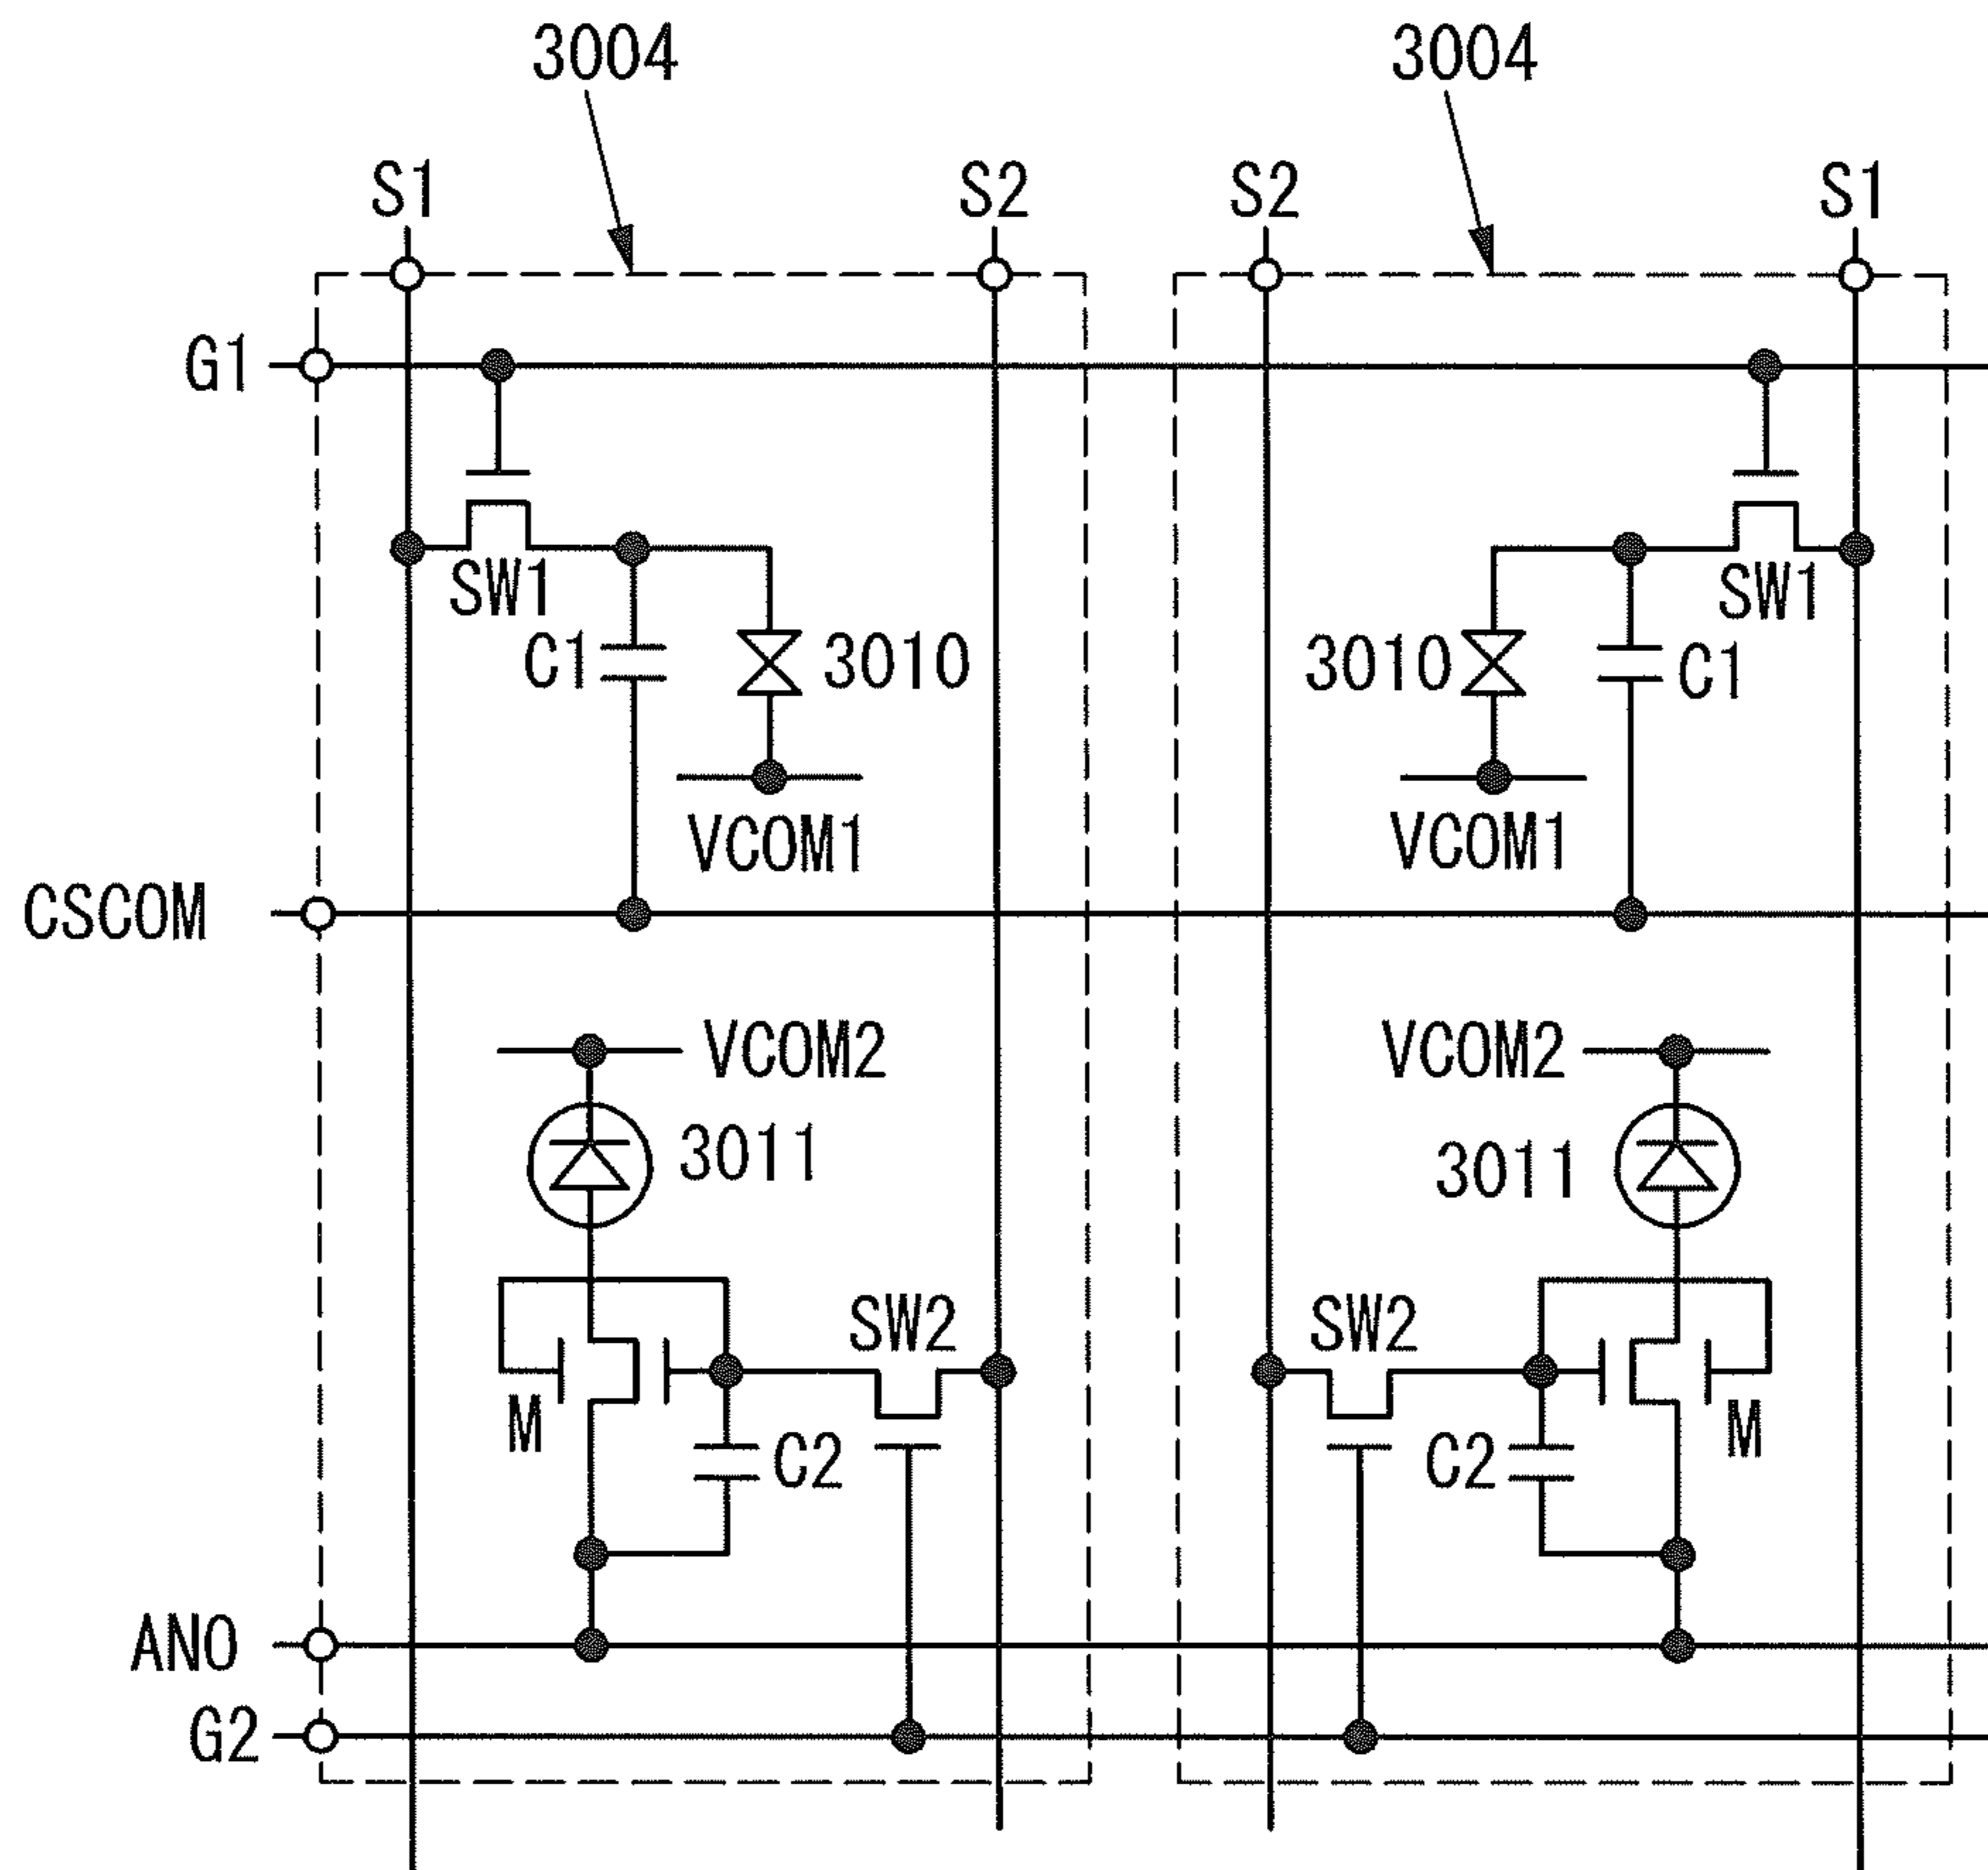 3004 3004
S1 S2 S2 S1
G1
SW1 SW1
C1 3010 3010 C1
VCOM1 VCOM1
CSCOM
VCOM2 VCOM2
3011 3011
SW2 SW2
M C2 C2 M
ANO
G2